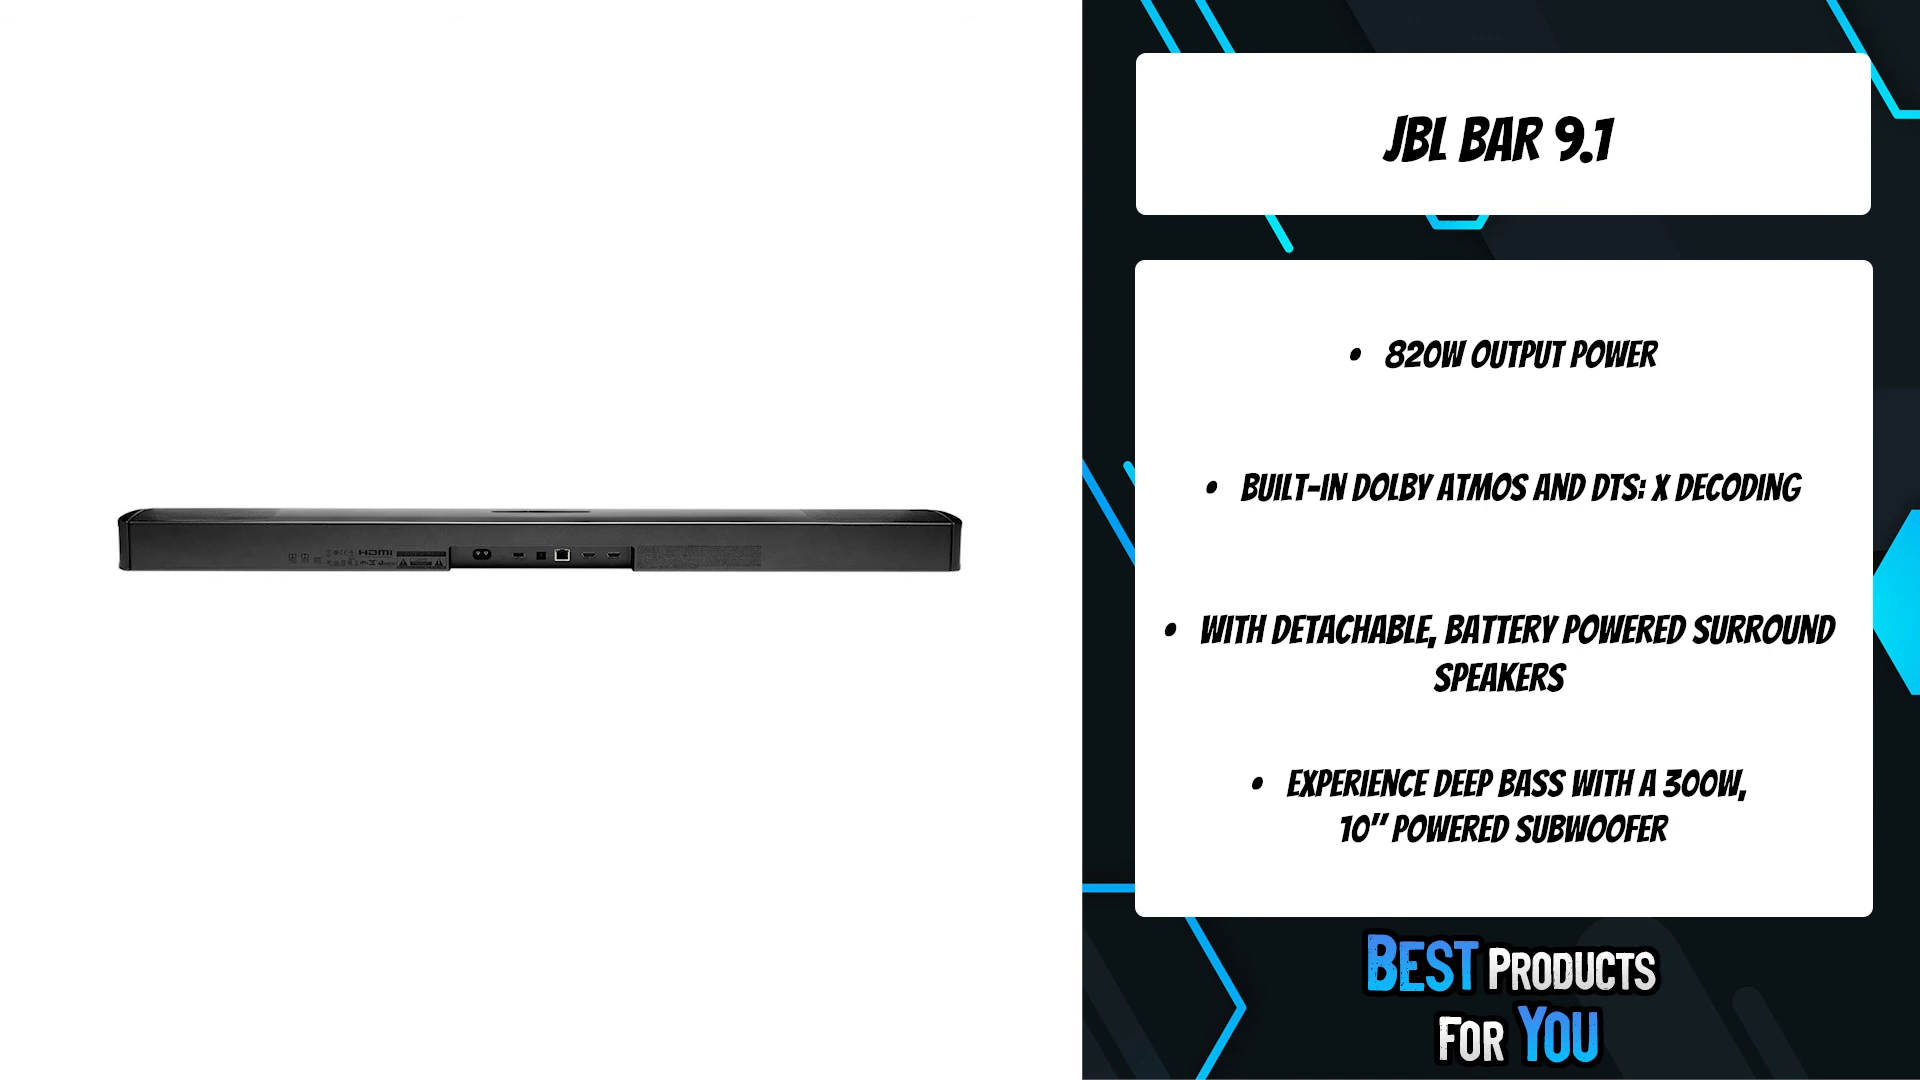 JBL BAR 9.1
• 820W OUTPUT POWER
• BUILT-IN DOLBY ATMOS AND DTS: X DECODING
• WITH DETACHABLE, BATTERY POWERED SURROUND
SPEAKERS
• EXPERIENCE DEEP BASS WITH A 300W,
10" POWERED SUBWOOFER
HDMI
BEST PRODUCTS
FOR YOU